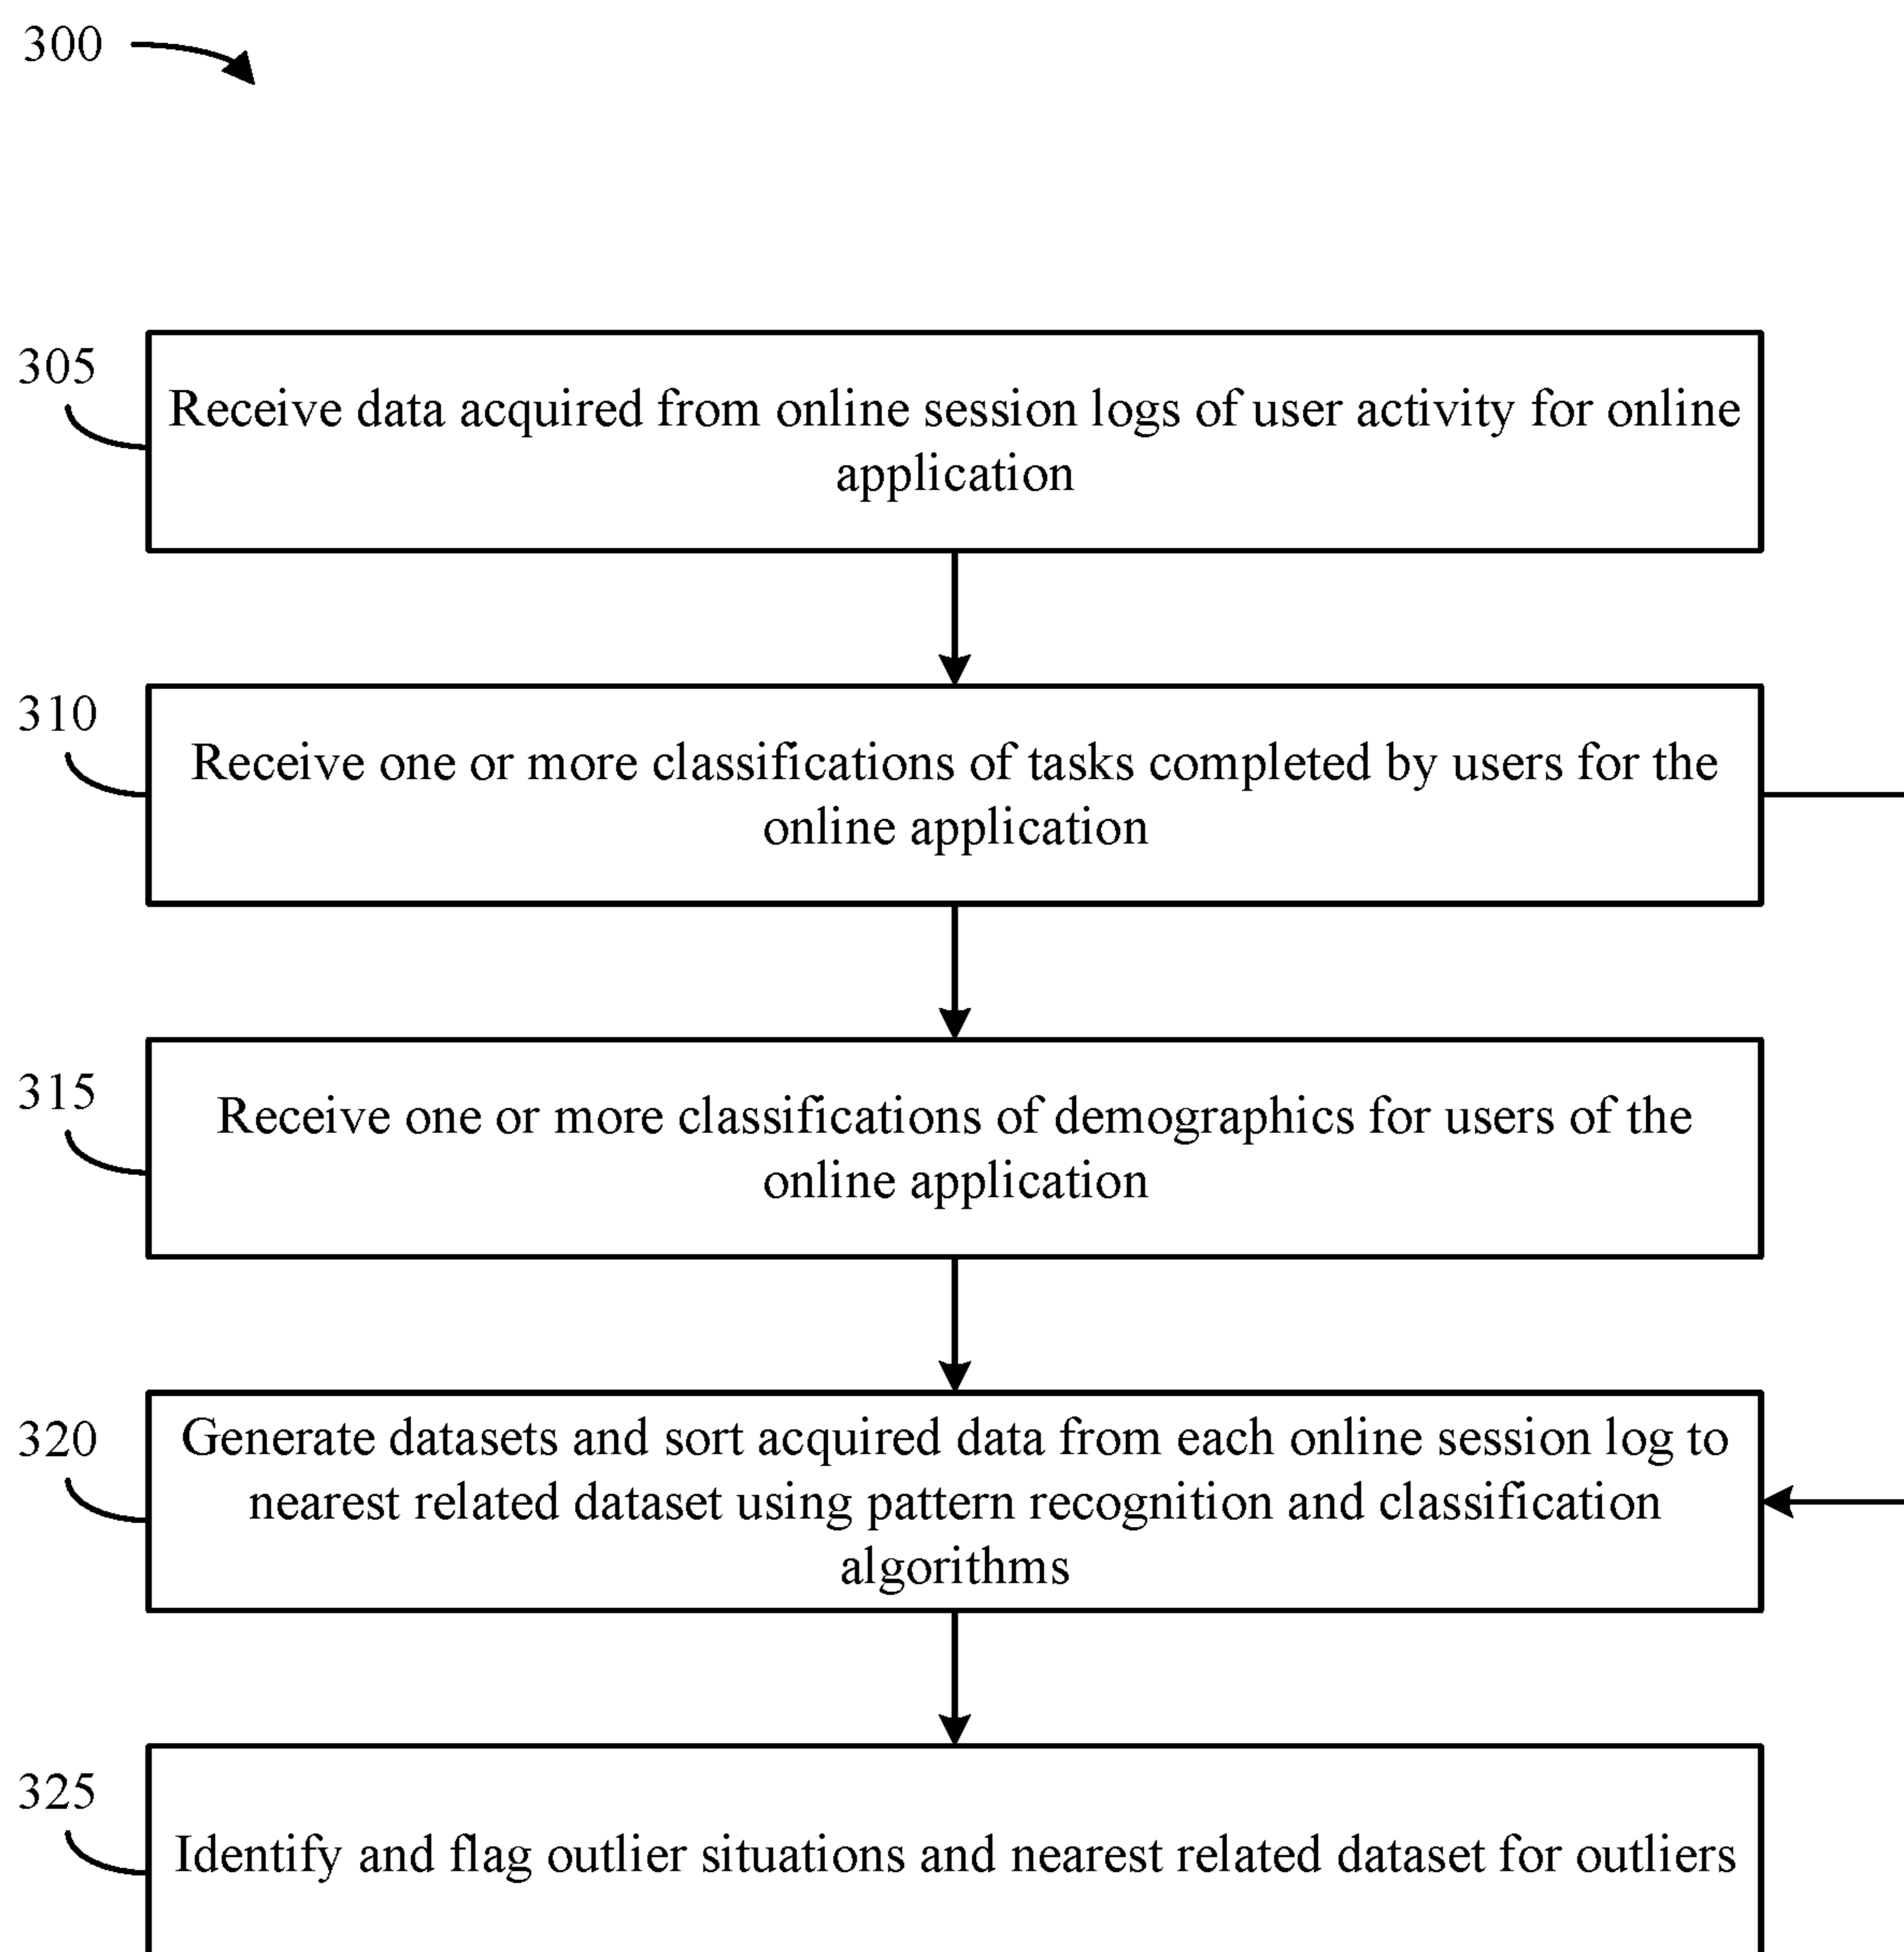 300
305
Receive data acquired from online session logs of user activity for online
application
310
Receive one or more classifications of tasks completed by users for the
online application
315
Receive one or more classifications of demographics for users of the
online application
320
Generate datasets and sort acquired data from each online session log to
nearest related dataset using pattern recognition and classification
algorithms
325
Identify and flag outlier situations and nearest related dataset for outliers